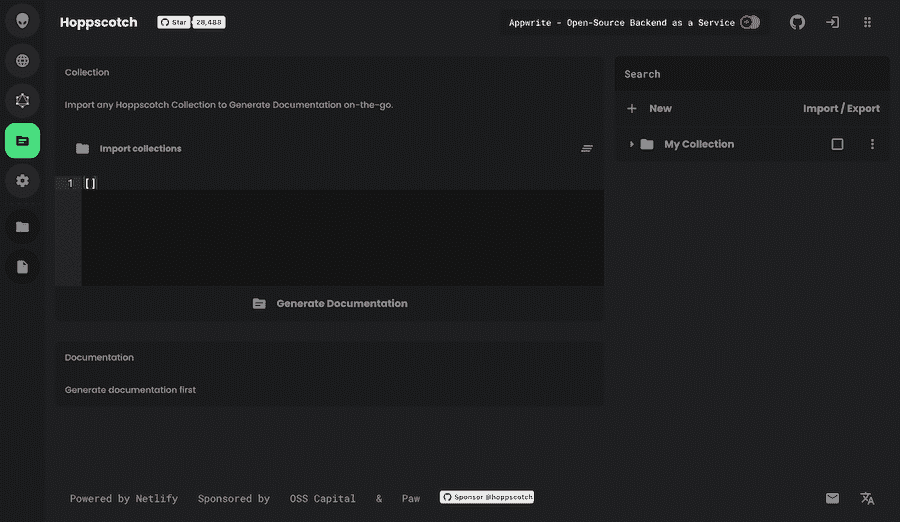 Hoppscotch
Star 28,488
Appwrite - Open-Source Backend as a Service
Collection
Import any Hoppscotch Collection to Generate Documentation on-the-go.
Import collections
1 []
Generate Documentation
Documentation
Generate documentation first
Search
New Import / Export
My Collection
Powered by Netlify Sponsored by OSS Capital & Paw Sponsor @hoppscotch